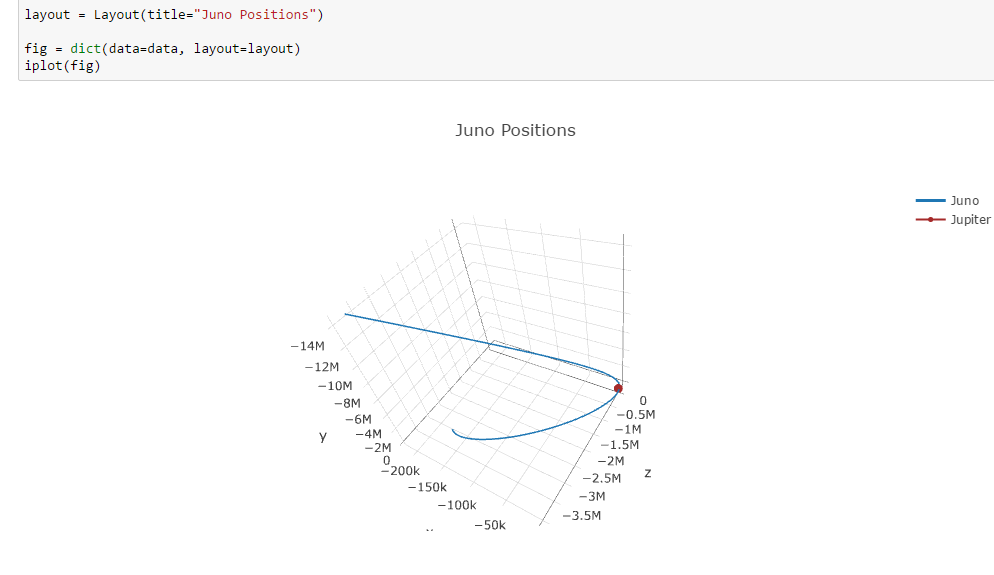 layout = Layout(title="Juno Positions")
fig = dict(data=data, layout=layout)
iplot(fig)
Juno Positions
Juno
Jupiter
−14M
−12M
−10M
−8M
−6M
−4M
−2M
0
y
−200k
−150k
−100k
−50k
0
−0.5M
−1M
−1.5M
−2M
−2.5M
−3M
−3.5M
z